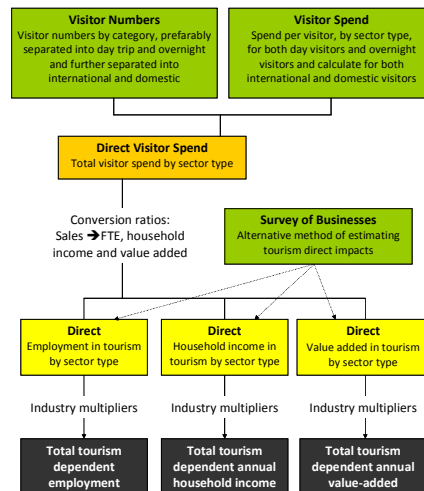 Visitor Numbers
Visitor numbers by category, prefarably
separated into day trip and overnight
and further separated into
international and domestic
Visitor Spend
Spend per visitor, by sector type,
for both day visitors and overnight
visitors and calculate for both
international and domestic visitors
Direct Visitor Spend
Total visitor spend by sector type
Conversion ratios:
Sales ➔FTE, household
income and value added
Survey of Businesses
Alternative method of estimating
tourism direct impacts
Direct
Employment in tourism
by sector type
Direct
Household income in
tourism by sector type
Direct
Value added in tourism
by sector type
Industry multipliers
Industry multipliers
Industry multipliers
Total tourism
dependent
employment
Total tourism
dependent annual
household income
Total tourism
dependent annual
value-added